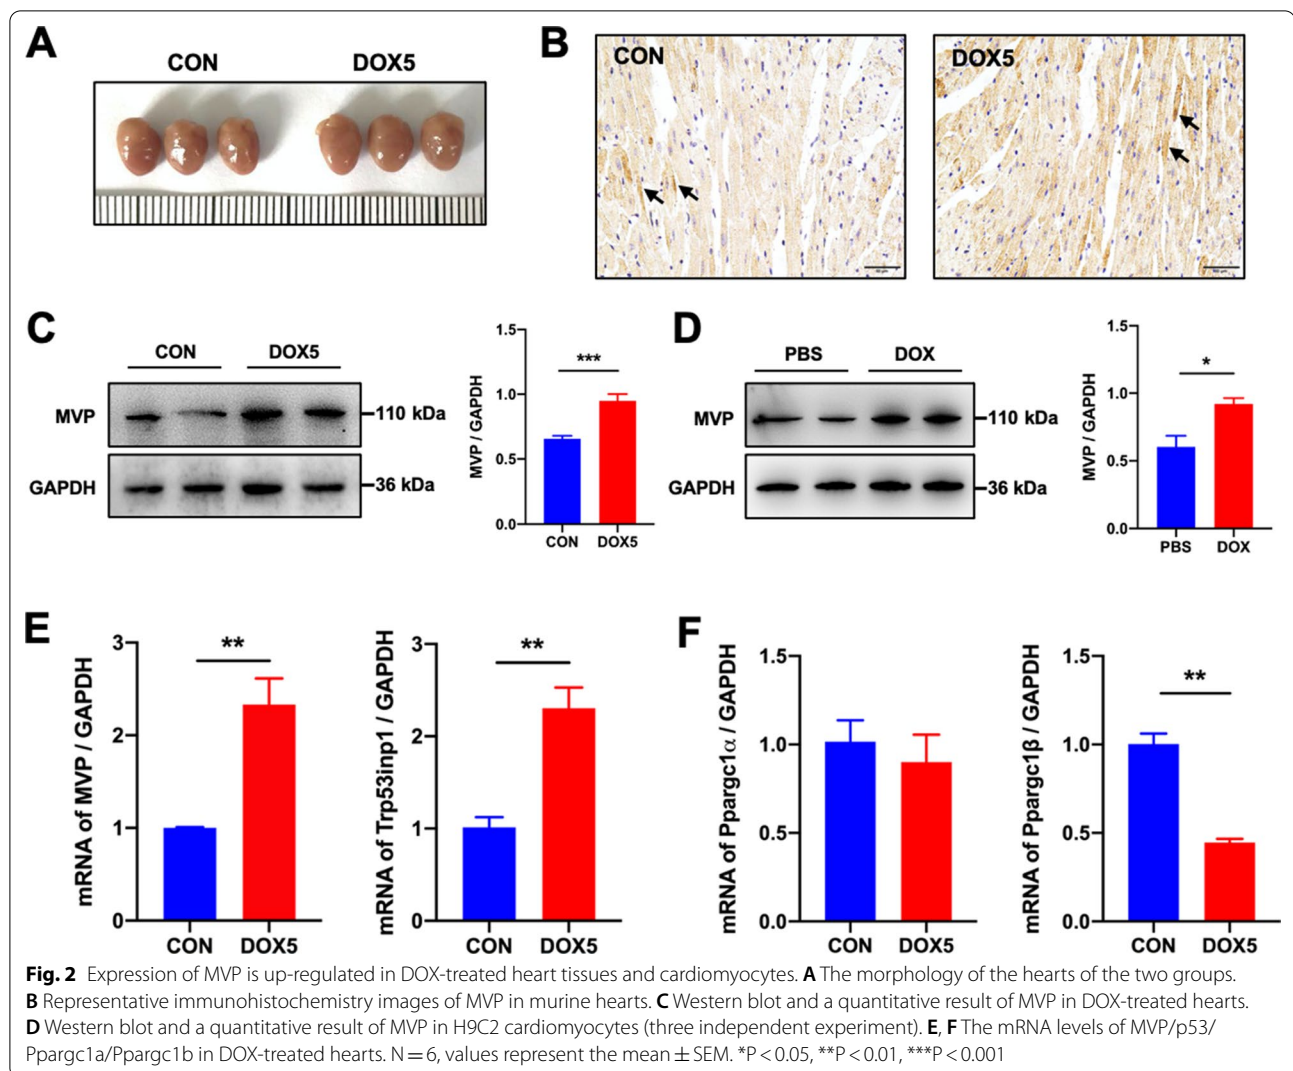 A
CON DOX5
B
CON
DOX5
C
CON DOX5
MVP 110 kDa
GAPDH 36 kDa
MVP / GAPDH
1.5
1.0
0.5
0.0
***
CON DOX5
D
PBS DOX
MVP 110 kDa
GAPDH 36 kDa
MVP / GAPDH
1.5
1.0
0.5
0.0
*
PBS DOX
E
mRNA of MVP / GAPDH
3
2
1
0
**
CON DOX5
mRNA of Trp53inp1 / GAPDH
3
2
1
0
**
CON DOX5
F
mRNA of Ppargc1α / GAPDH
1.5
1.0
0.5
0.0
CON DOX5
mRNA of Ppargc1β / GAPDH
1.5
1.0
0.5
0.0
**
CON DOX5
Fig. 2 Expression of MVP is up-regulated in DOX-treated heart tissues and cardiomyocytes. A The morphology of the hearts of the two groups.
B Representative immunohistochemistry images of MVP in murine hearts. C Western blot and a quantitative result of MVP in DOX-treated hearts.
D Western blot and a quantitative result of MVP in H9C2 cardiomyocytes (three independent experiment). E, F The mRNA levels of MVP/p53/
Ppargc1a/Ppargc1b in DOX-treated hearts. N = 6, values represent the mean ± SEM. *P < 0.05, **P < 0.01, ***P < 0.001